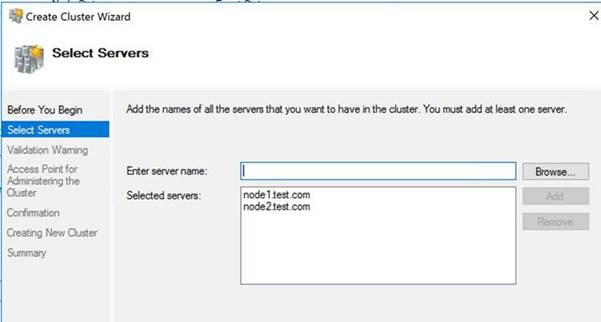 Create Cluster Wizard
Select Servers
Before You Begin
Select Servers
Validation Warning
Access Point for
Administering the
Cluster
Confirmation
Creating New Cluster
Summary
Add the names of all the servers that you want to have in the cluster. You must add at least one server.
Enter server name:
Browse...
Selected servers:
node1.test.com
node2.test.com
Add
Remove